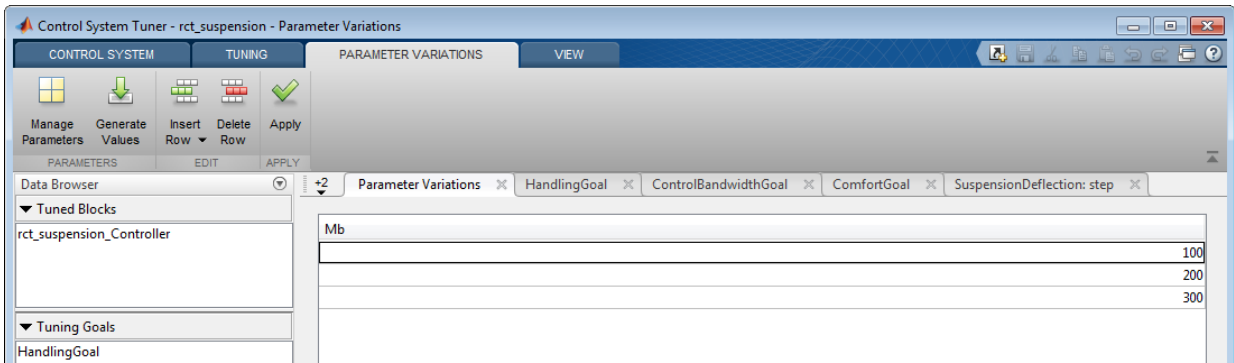 Control System Tuner - rct_suspension - Parameter Variations
CONTROL SYSTEM TUNING PARAMETER VARIATIONS VIEW
Manage Parameters
Generate Values
Insert Row
Delete Row
Apply
PARAMETERS EDIT APPLY
Data Browser
+2 Parameter Variations HandlingGoal ControlBandwidthGoal ComfortGoal SuspensionDeflection: step
Tuned Blocks
rct_suspension_Controller
Mb
100
200
300
Tuning Goals
HandlingGoal